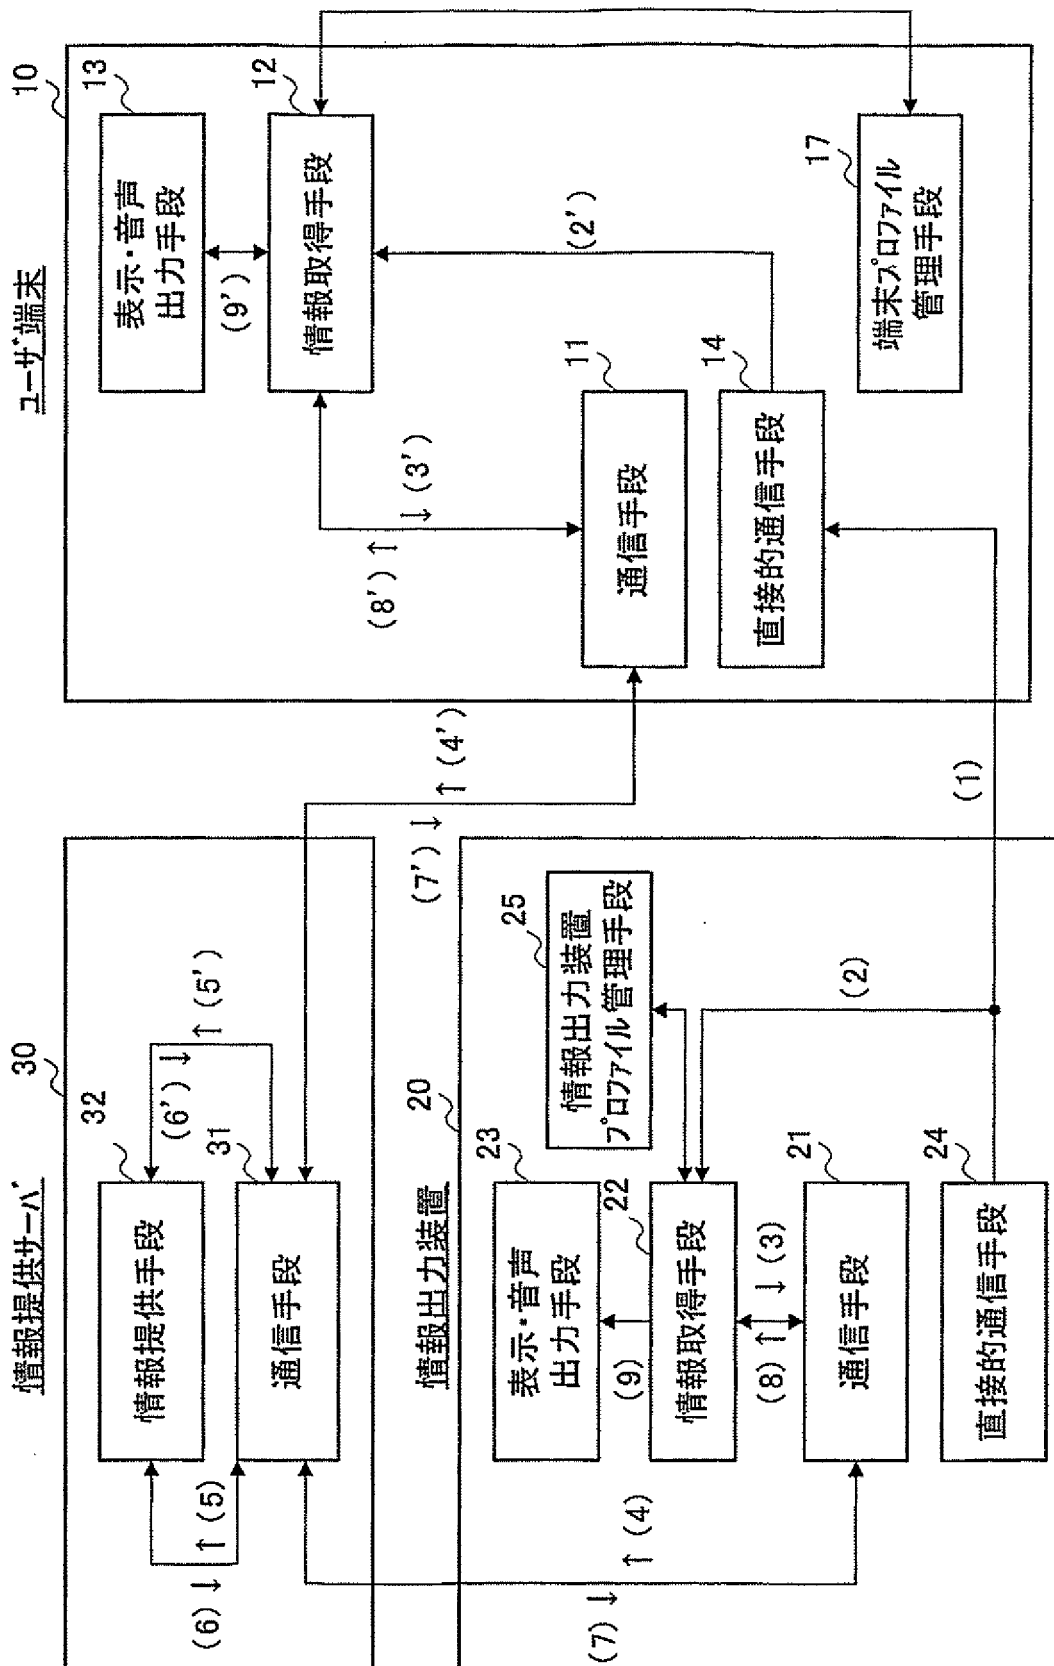 情報提供サーバ
30
32
情報提供手段
31
通信手段
(6) ↓
↑ (5)
(6') ↓
↑ (5')
(7) ↓
↑ (4)
(7') ↓
↑ (4')
情報出力装置
20
23
表示・音声
出力手段
25
情報出力装置
プロファイル管理手段
(9)
22
情報取得手段
(2)
(8) ↑
↓ (3)
21
通信手段
24
直接的通信手段
(1)
ユーザ端末
10
13
表示・音声
出力手段
(9')
12
情報取得手段
(2')
(8') ↑
↓ (3')
11
通信手段
14
直接的通信手段
17
端末プロファイル
管理手段